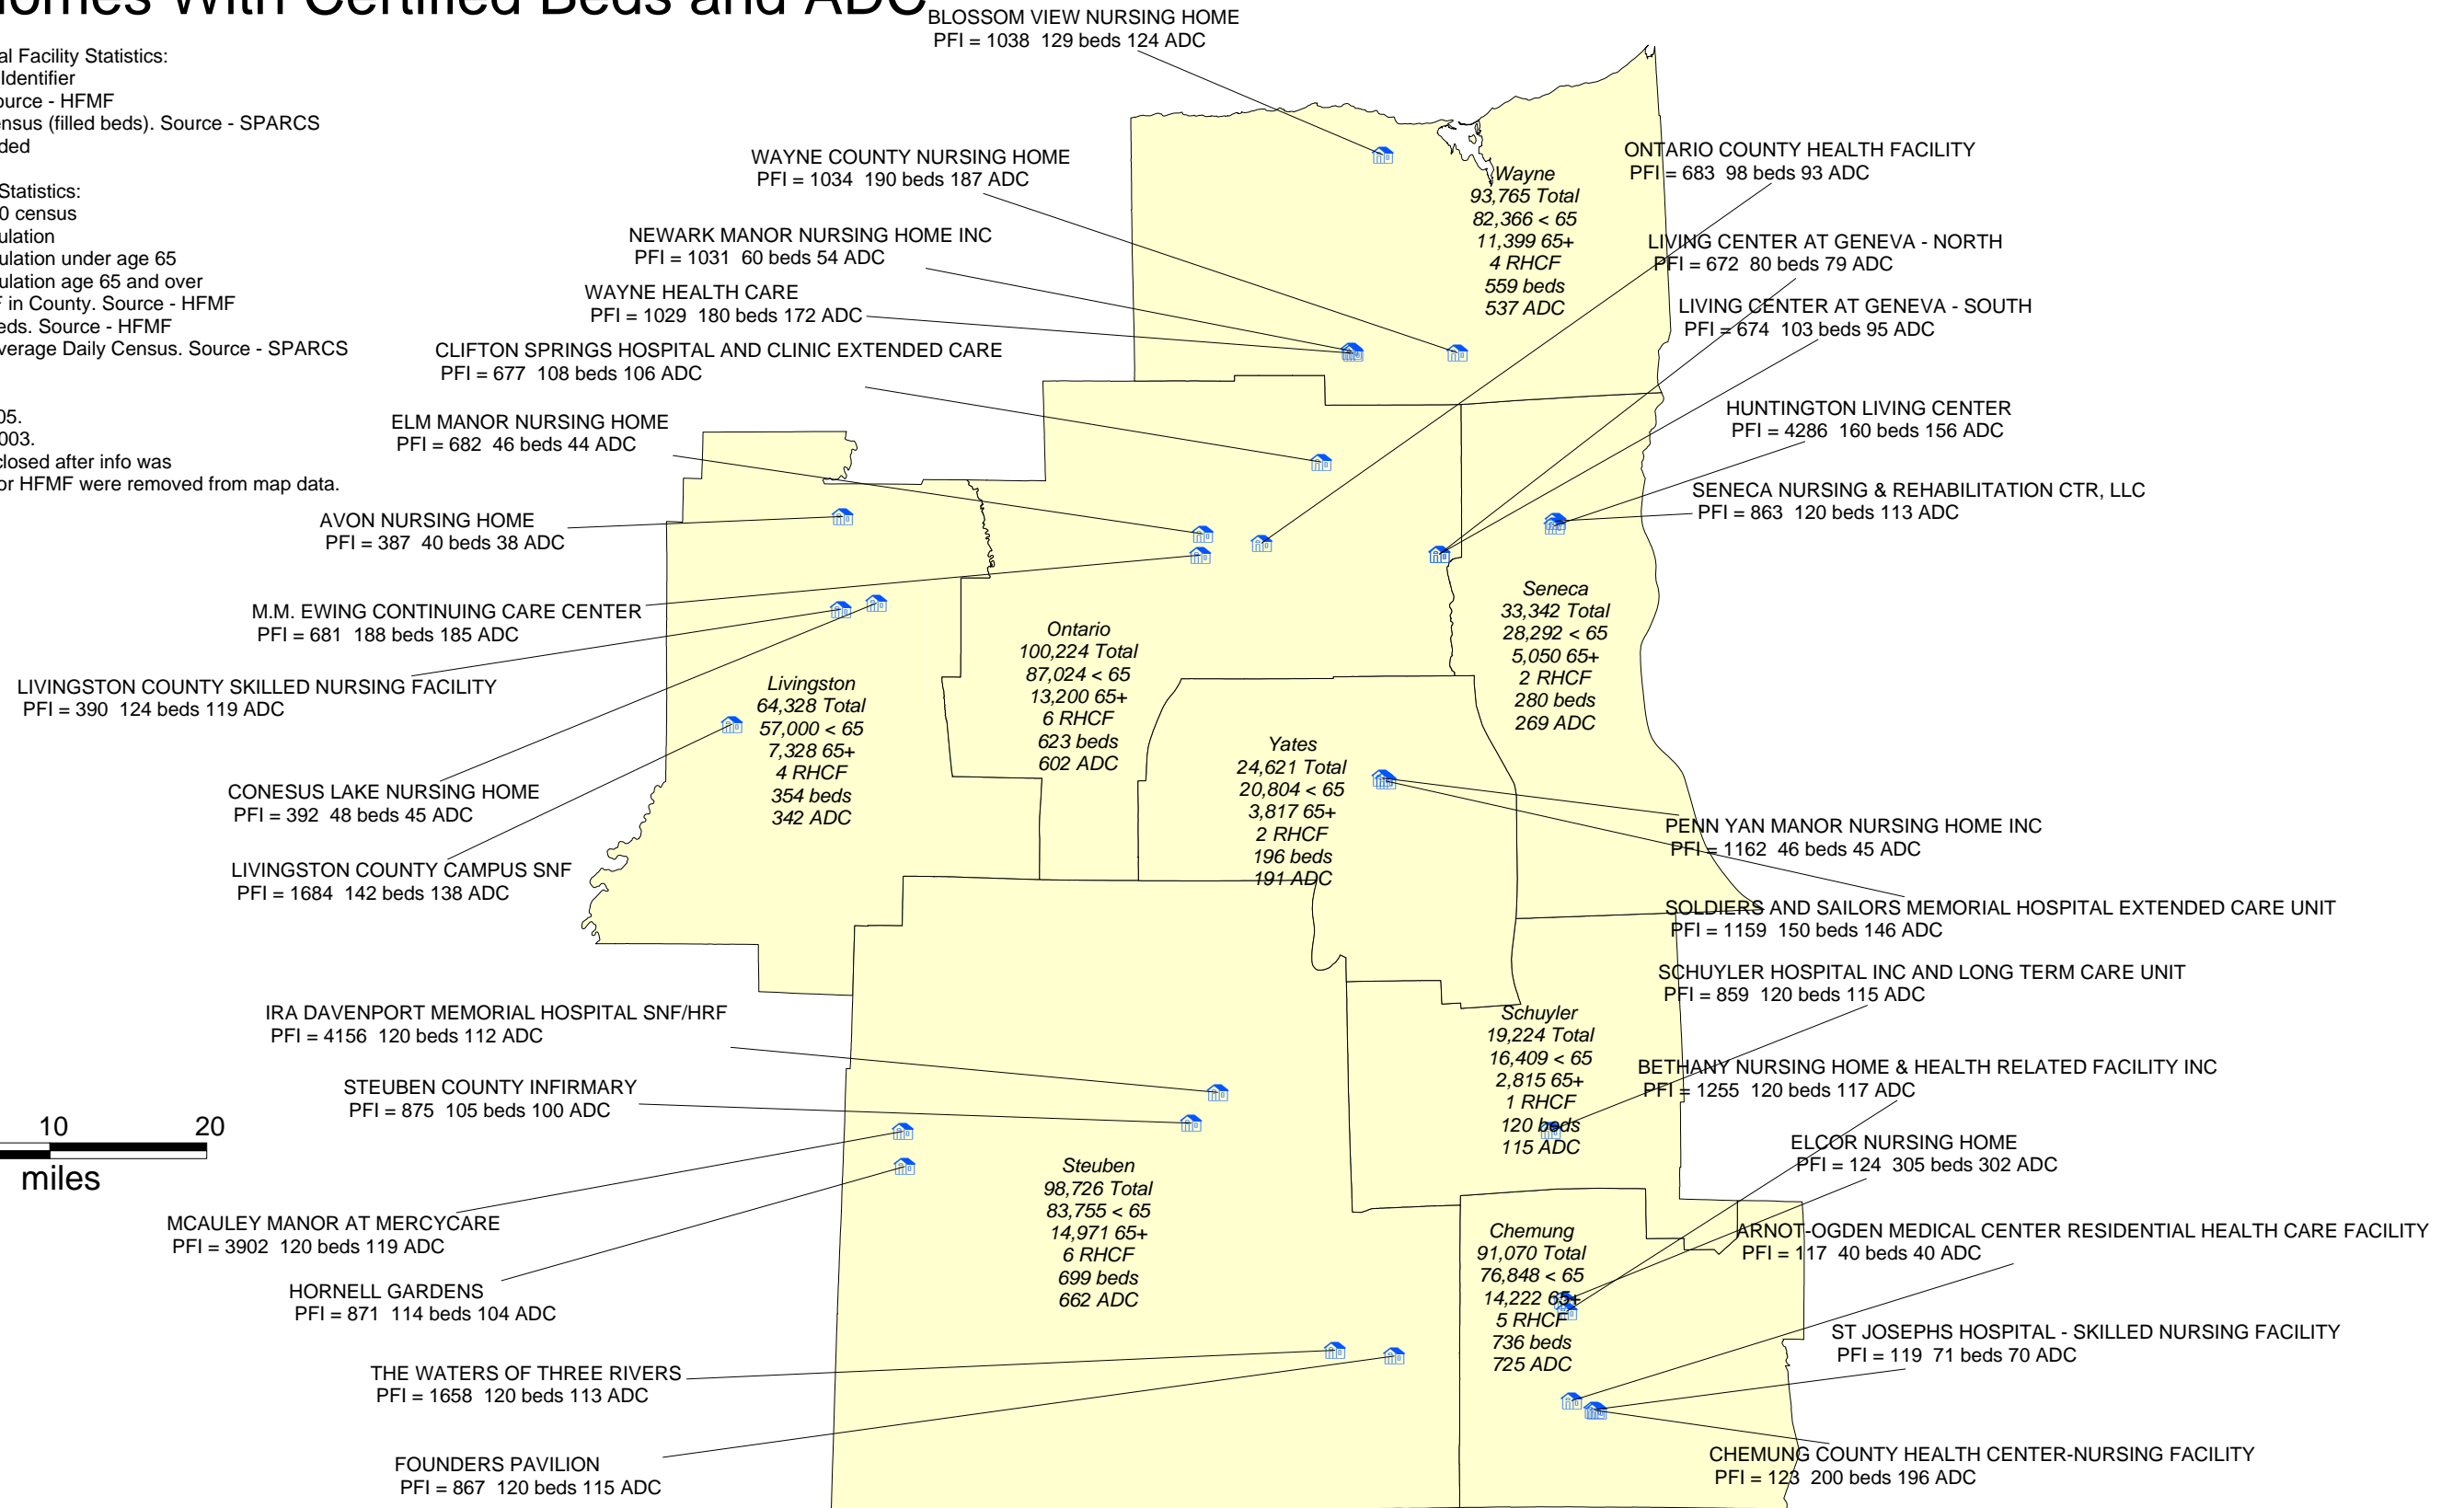 Homes With Certified Beds and ADC
al Facility Statistics:
Identifier
ource - HFMF
ensus (filled beds). Source - SPARCS
ded
Statistics:
0 census
ulation
ulation under age 65
ulation age 65 and over
F in County. Source - HFMF
eds. Source - HFMF
verage Daily Census. Source - SPARCS
05.
003.
closed after info was
or HFMF were removed from map data.
BLOSSOM VIEW NURSING HOME
PFI = 1038 129 beds 124 ADC
WAYNE COUNTY NURSING HOME
PFI = 1034 190 beds 187 ADC
NEWARK MANOR NURSING HOME INC
PFI = 1031 60 beds 54 ADC
WAYNE HEALTH CARE
PFI = 1029 180 beds 172 ADC
CLIFTON SPRINGS HOSPITAL AND CLINIC EXTENDED CARE
PFI = 677 108 beds 106 ADC
ELM MANOR NURSING HOME
PFI = 682 46 beds 44 ADC
AVON NURSING HOME
PFI = 387 40 beds 38 ADC
M.M. EWING CONTINUING CARE CENTER
PFI = 681 188 beds 185 ADC
LIVINGSTON COUNTY SKILLED NURSING FACILITY
PFI = 390 124 beds 119 ADC
CONESUS LAKE NURSING HOME
PFI = 392 48 beds 45 ADC
LIVINGSTON COUNTY CAMPUS SNF
PFI = 1684 142 beds 138 ADC
IRA DAVENPORT MEMORIAL HOSPITAL SNF/HRF
PFI = 4156 120 beds 112 ADC
STEUBEN COUNTY INFIRMARY
PFI = 875 105 beds 100 ADC
10 20
miles
MCAULEY MANOR AT MERCYCARE
PFI = 3902 120 beds 119 ADC
HORNELL GARDENS
PFI = 871 114 beds 104 ADC
THE WATERS OF THREE RIVERS
PFI = 1658 120 beds 113 ADC
FOUNDERS PAVILION
PFI = 867 120 beds 115 ADC
Wayne
93,765 Total
82,366 < 65
11,399 65+
4 RHCF
559 beds
537 ADC
Livingston
64,328 Total
57,000 < 65
7,328 65+
4 RHCF
354 beds
342 ADC
Ontario
100,224 Total
87,024 < 65
13,200 65+
6 RHCF
623 beds
602 ADC
Yates
24,621 Total
20,804 < 65
3,817 65+
2 RHCF
196 beds
191 ADC
Seneca
33,342 Total
28,292 < 65
5,050 65+
2 RHCF
280 beds
269 ADC
Schuyler
19,224 Total
16,409 < 65
2,815 65+
1 RHCF
120 beds
115 ADC
Steuben
98,726 Total
83,755 < 65
14,971 65+
6 RHCF
699 beds
662 ADC
Chemung
91,070 Total
76,848 < 65
14,222 65+
5 RHCF
736 beds
725 ADC
ONTARIO COUNTY HEALTH FACILITY
PFI = 683 98 beds 93 ADC
LIVING CENTER AT GENEVA - NORTH
PFI = 672 80 beds 79 ADC
LIVING CENTER AT GENEVA - SOUTH
PFI = 674 103 beds 95 ADC
HUNTINGTON LIVING CENTER
PFI = 4286 160 beds 156 ADC
SENECA NURSING & REHABILITATION CTR, LLC
PFI = 863 120 beds 113 ADC
PENN YAN MANOR NURSING HOME INC
PFI = 1162 46 beds 45 ADC
SOLDIERS AND SAILORS MEMORIAL HOSPITAL EXTENDED CARE UNIT
PFI = 1159 150 beds 146 ADC
SCHUYLER HOSPITAL INC AND LONG TERM CARE UNIT
PFI = 859 120 beds 115 ADC
BETHANY NURSING HOME & HEALTH RELATED FACILITY INC
PFI = 1255 120 beds 117 ADC
ELCOR NURSING HOME
PFI = 124 305 beds 302 ADC
ARNOT-OGDEN MEDICAL CENTER RESIDENTIAL HEALTH CARE FACILITY
PFI = 117 40 beds 40 ADC
ST JOSEPHS HOSPITAL - SKILLED NURSING FACILITY
PFI = 119 71 beds 70 ADC
CHEMUNG COUNTY HEALTH CENTER-NURSING FACILITY
PFI = 123 200 beds 196 ADC